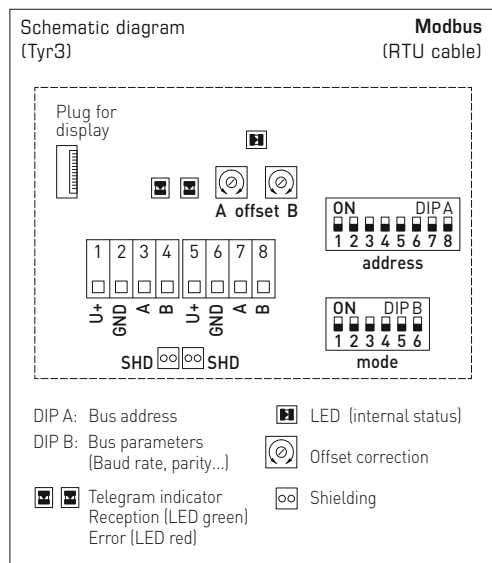 Schematic diagram
(Tyr3)
Modbus
(RTU cable)
Plug for
display
A offset B
ON DIP A
1 2 3 4 5 6 7 8
address
1 2 3 4 5 6 7 8
U+ GND A B U+ GND A B
SHD SHD
ON DIP B
1 2 3 4 5 6
mode
DIP A: Bus address
DIP B: Bus parameters
(Baud rate, parity...)
Telegram indicator
Reception (LED green)
Error (LED red)
LED (internal status)
Offset correction
Shielding